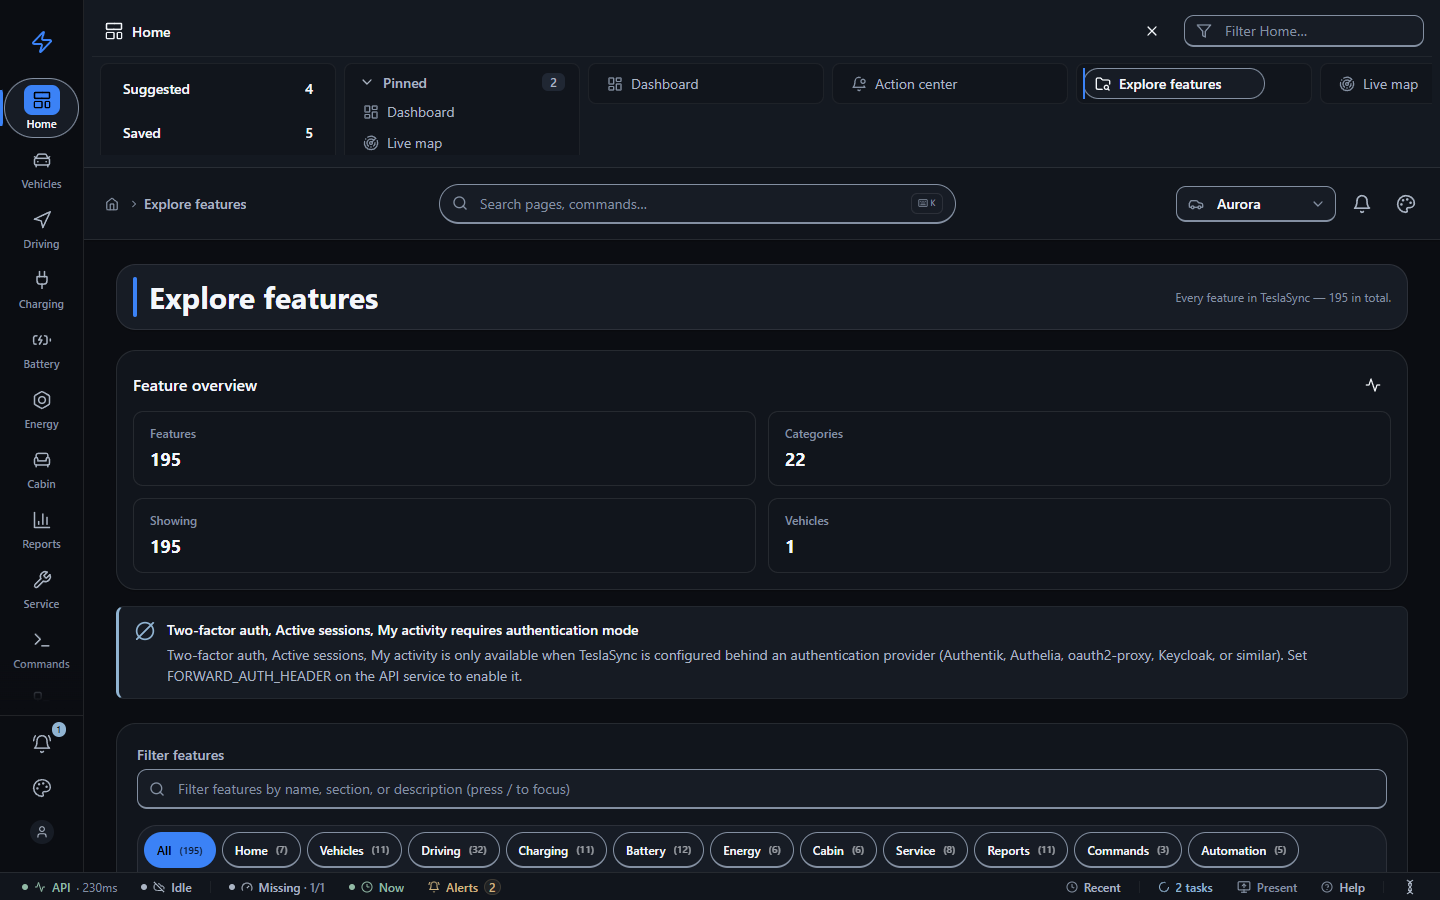 Home
Filter Home...
Home
Vehicles
Driving
Charging
Battery
Energy
Cabin
Reports
Service
Commands
1
Suggested 4
Saved 5
Pinned 2
Dashboard
Live map
Dashboard
Action center
Explore features
Live map
Explore features
Search pages, commands...
K
Aurora
Explore features
Every feature in TeslaSync — 195 in total.
Feature overview
Features
195
Categories
22
Showing
195
Vehicles
1
Two-factor auth, Active sessions, My activity requires authentication mode
Two-factor auth, Active sessions, My activity is only available when TeslaSync is configured behind an authentication provider (Authentik, Authelia, oauth2-proxy, Keycloak, or similar). Set
FORWARD_AUTH_HEADER on the API service to enable it.
Filter features
Filter features by name, section, or description (press / to focus)
All (195)
Home (7)
Vehicles (11)
Driving (32)
Charging (11)
Battery (12)
Energy (6)
Cabin (6)
Service (8)
Reports (11)
Commands (3)
Automation (5)
API · 230ms
Idle
Missing · 1/1
Now
Alerts 2
Recent
2 tasks
Present
Help